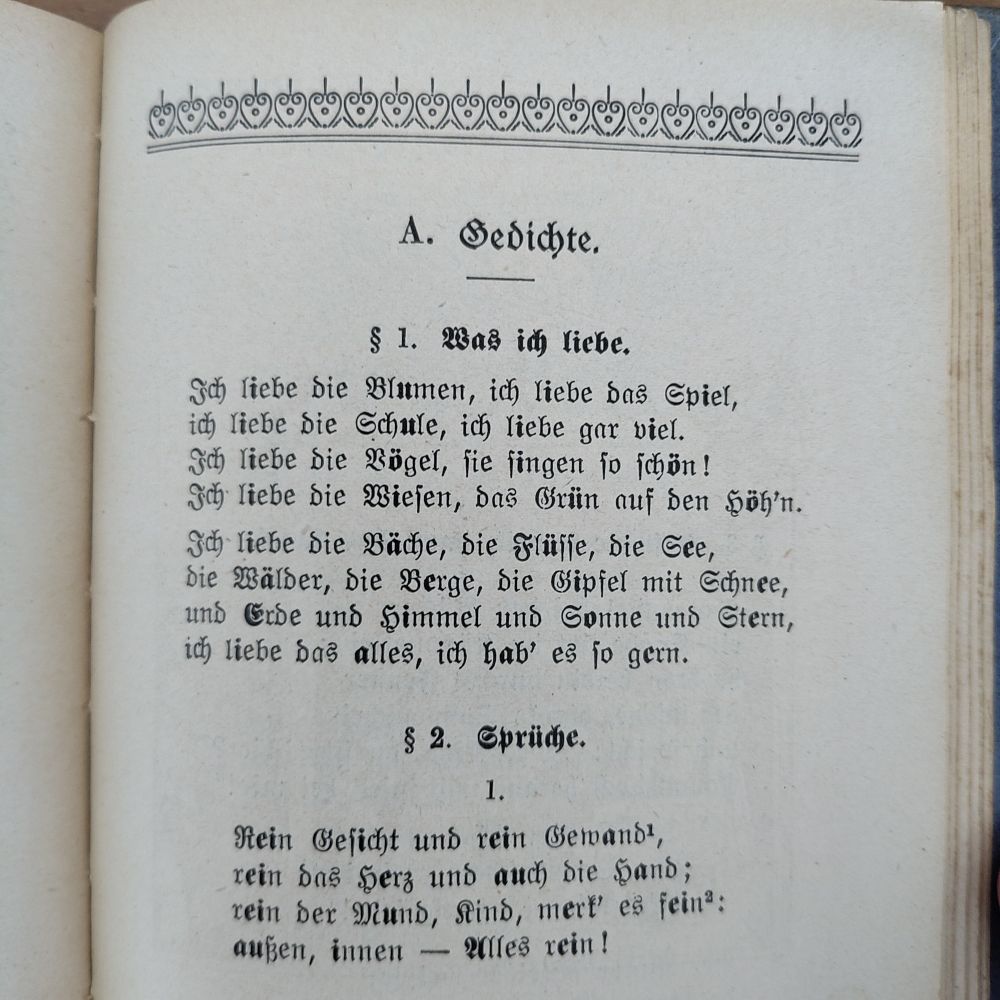 A. Gedichte.
§ 1. Was ich liebe.
Ich liebe die Blumen, ich liebe das Spiel,
ich liebe die Schule, ich liebe gar viel.
Ich liebe die Vögel, sie singen so schön!
Ich liebe die Wiesen, das Grün auf den Höh'n.
Ich liebe die Bäche, die Flüsse, die See,
die Wälder, die Berge, die Gipfel mit Schnee,
und Erde und Himmel und Sonne und Stern,
ich liebe das alles, ich hab' es so gern.
§ 2. Sprüche.
1.
Rein Gesicht und rein Gewand¹,
rein das Herz und auch die Hand;
rein der Mund, Kind, merk' es fein²:
außen, innen — Alles rein!